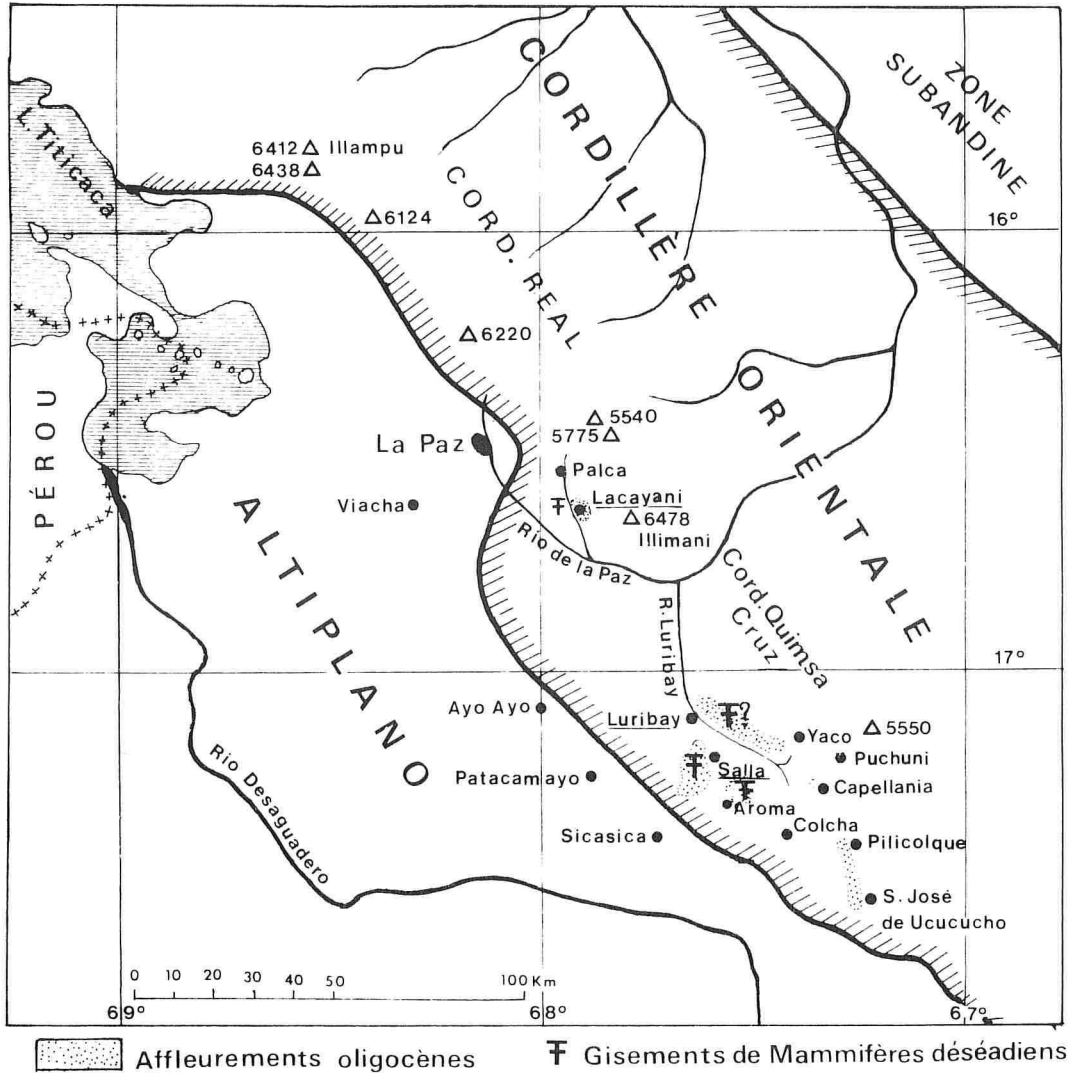 CORDILLÈRE
ORIENTALE
ZONE
SUBANDINE
L. Titicaca
6412 Illampu
6438
6124
CORD. REAL
16°
6220
PÉROU
La Paz
5540
5775
Palca
Viacha
Lacayani
6478
Illimani
Río de la Paz
ALTIPLANO
R. Luribay
Cord. Quimsa
Cruz
17°
Ayo Ayo
Luribay
?
Yaco
5550
Puchuni
Patacamayo
Salla
Capellania
Aroma
Colcha
Sicasica
Pilicolque
Rio Desaguadero
S. José
de Ucucucho
0 10 20 30 40 50 100 Km
69° 68° 67°
Affleurements oligocènes
Gisements de Mammifères déséadiens